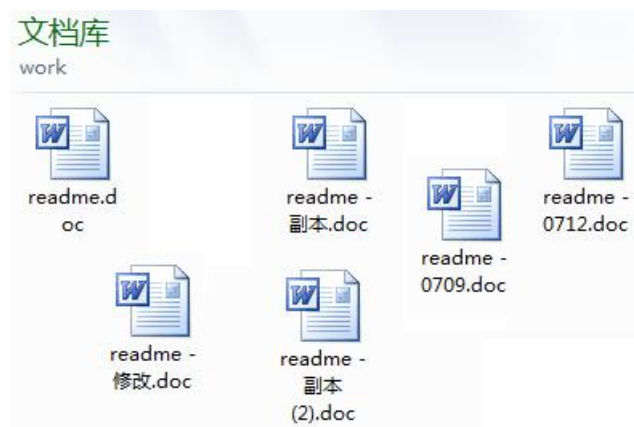 文档库
work
readme.d
oc
readme -
副本.doc
readme -
0709.doc
readme -
0712.doc
readme -
修改.doc
readme -
副本
(2).doc